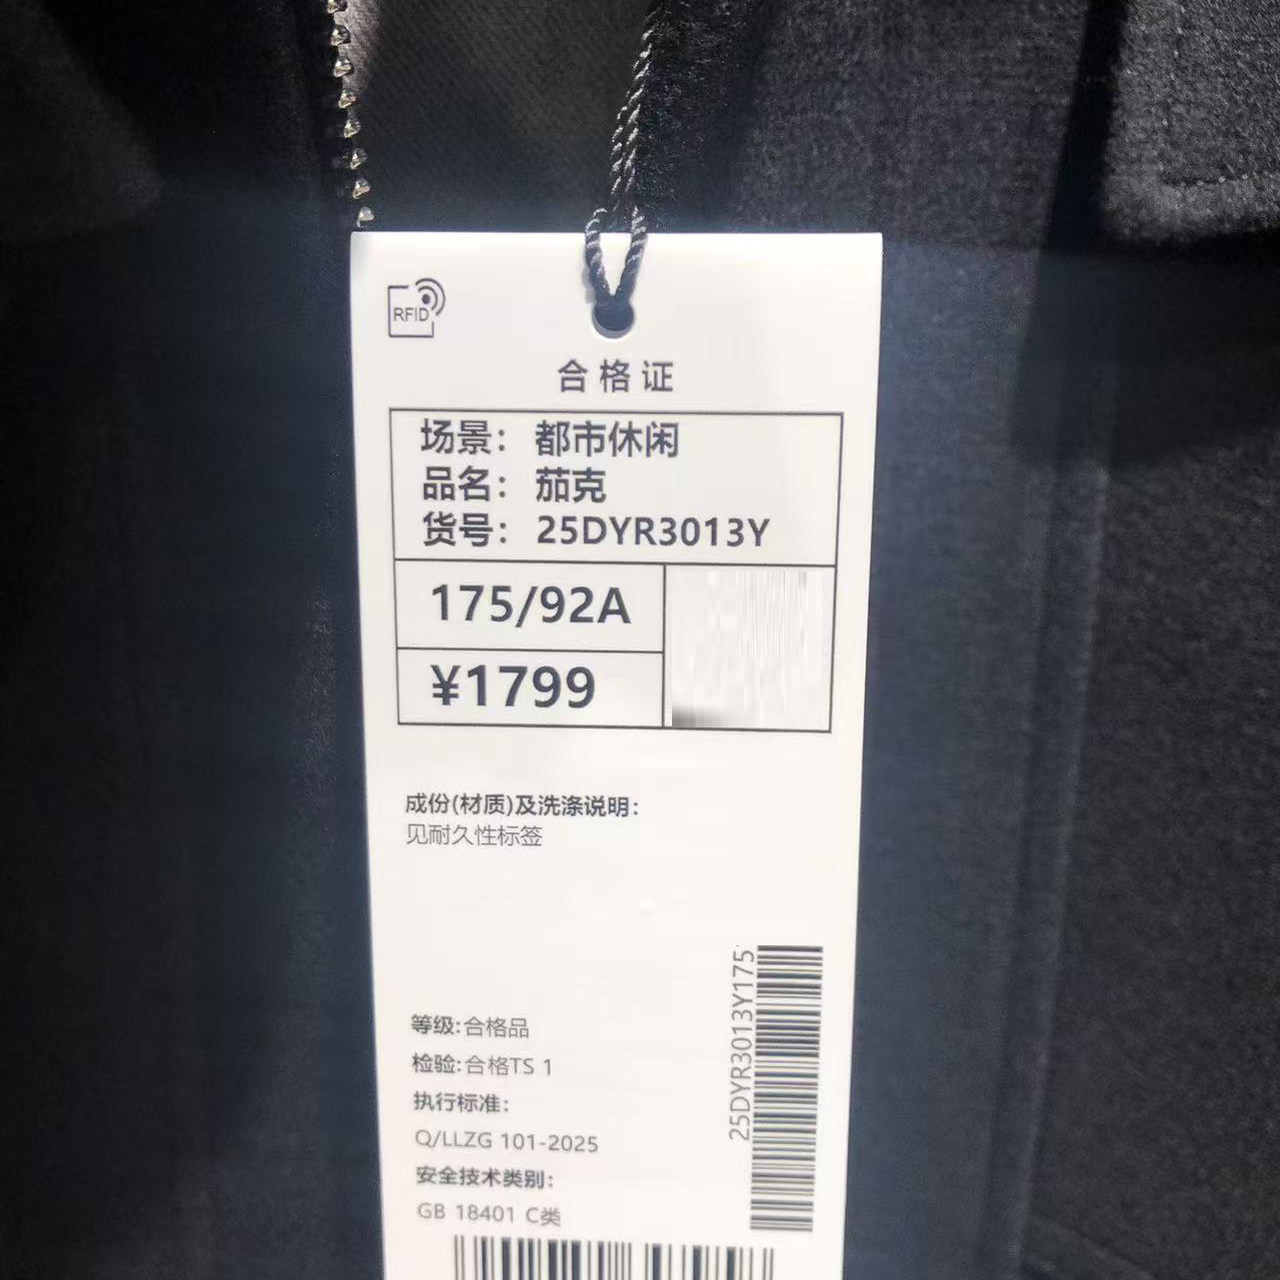 RFID
合格证
场景：都市休闲
品名：茄克
货号：25DYR3013Y
175/92A
¥1799
成份(材质)及洗涤说明：
见耐久性标签
25DYR3013Y175
等级:合格品
检验:合格TS 1
执行标准：
Q/LLZG 101-2025
安全技术类别：
GB 18401 C类